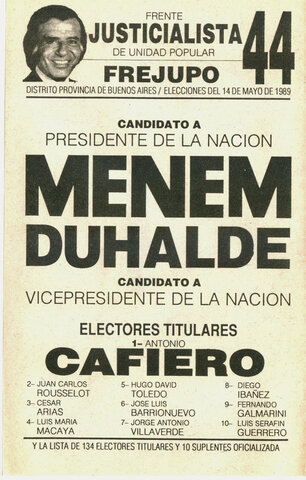 FRENTE
JUSTICIALISTA
DE UNIDAD POPULAR
FREJUPO
44
DISTRITO PROVINCIA DE BUENOS AIRES / ELECCIONES DEL 14 DE MAYO DE 1989
CANDIDATO A
PRESIDENTE DE LA NACION
MENEM
DUHALDE
CANDIDATO A
VICEPRESIDENTE DE LA NACION
ELECTORES TITULARES
1- ANTONIO
CAFIERO
2- JUAN CARLOS
ROUSSELOT
3- CESAR
ARIAS
4- LUIS MARIA
MACAYA
5- HUGO DAVID
TOLEDO
6- JOSE LUIS
BARRIONUEVO
7- JORGE ANTONIO
VILLAVERDE
8- DIEGO
IBAÑEZ
9- FERNANDO
GALMARINI
10- LUIS SERAFIN
GUERRERO
Y LA LISTA DE 134 ELECTORES TITULARES Y 10 SUPLENTES OFICIALIZADA